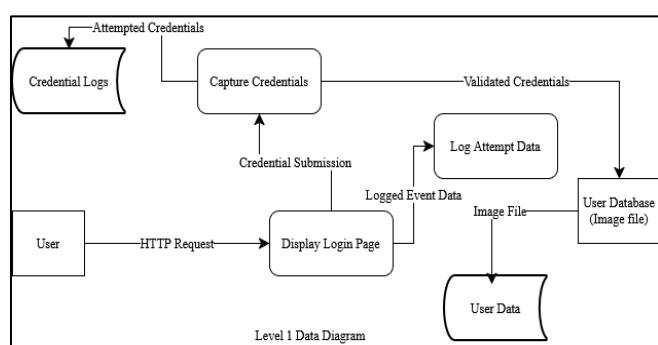 Attempted Credentials
Credential Logs
Capture Credentials
Validated Credentials
Credential Submission
Log Attempt Data
Logged Event Data
User
HTTP Request
Display Login Page
Image File
User Database
(Image file)
User Data
Level 1 Data Diagram